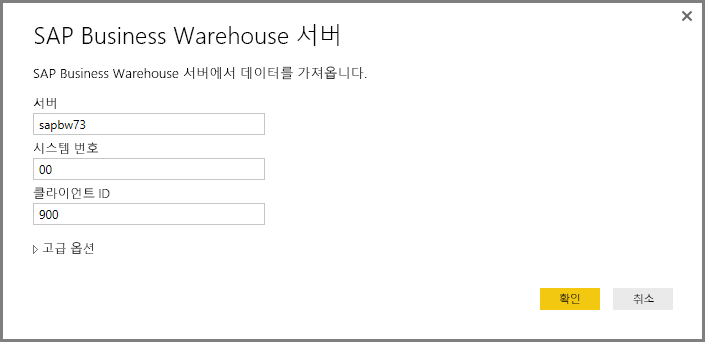 SAP Business Warehouse 서버
SAP Business Warehouse 서버에서 데이터를 가져옵니다.
서버
sapbw73
시스템 번호
00
클라이언트 ID
900
고급 옵션
확인 취소